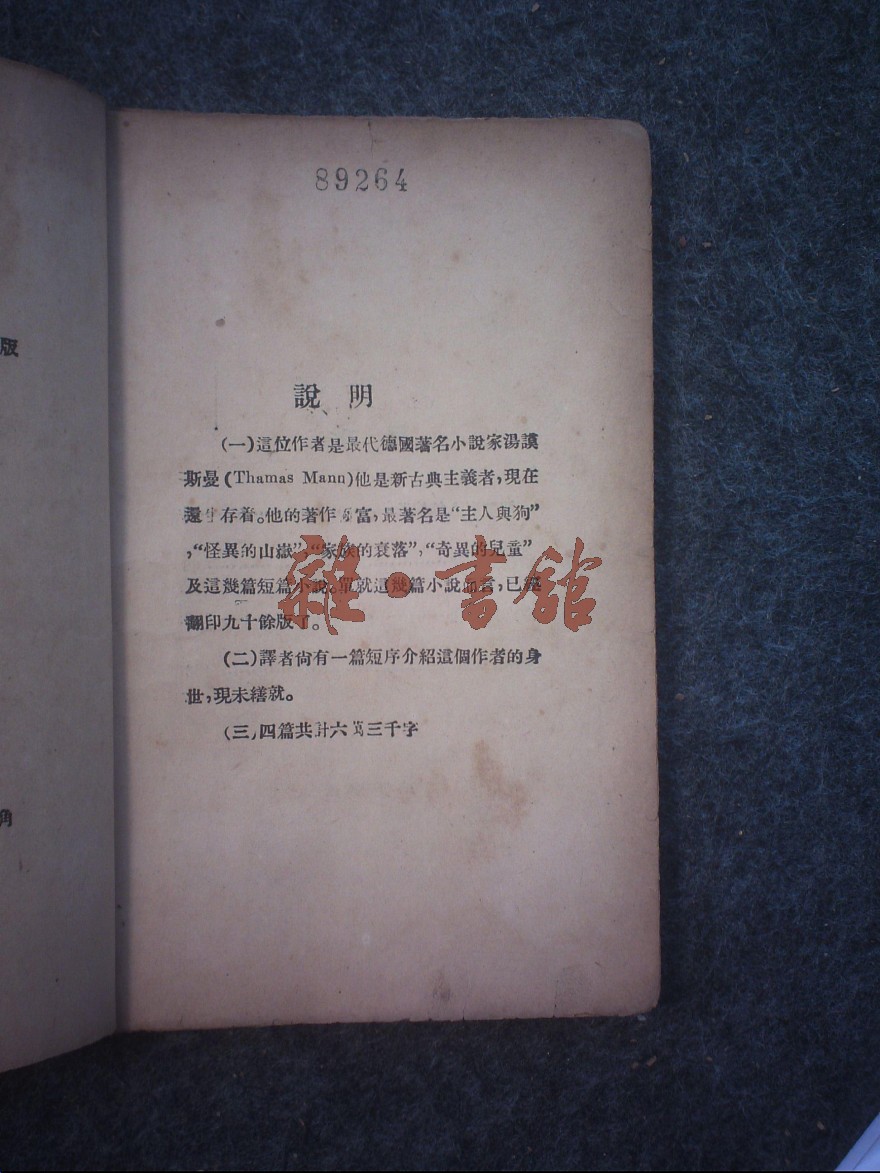 版
角
89264
說 明
(一)這位作者是最代德國著名小說家湯謨
斯曼(Thamas Mann)他是新古典主義者,現在
還生存着。他的著作 富,最著名是“主人與狗”
,“怪異的山嶽”,“家族的衰落”,“奇異的兒童”
及這幾篇短篇小說。單就這幾篇小說而言,已經
翻印九十餘版了。
(二)譯者尙有一篇短序介紹這個作者的身
世,現未繕就。
(三)四篇共計六萬三千字
雜·書館